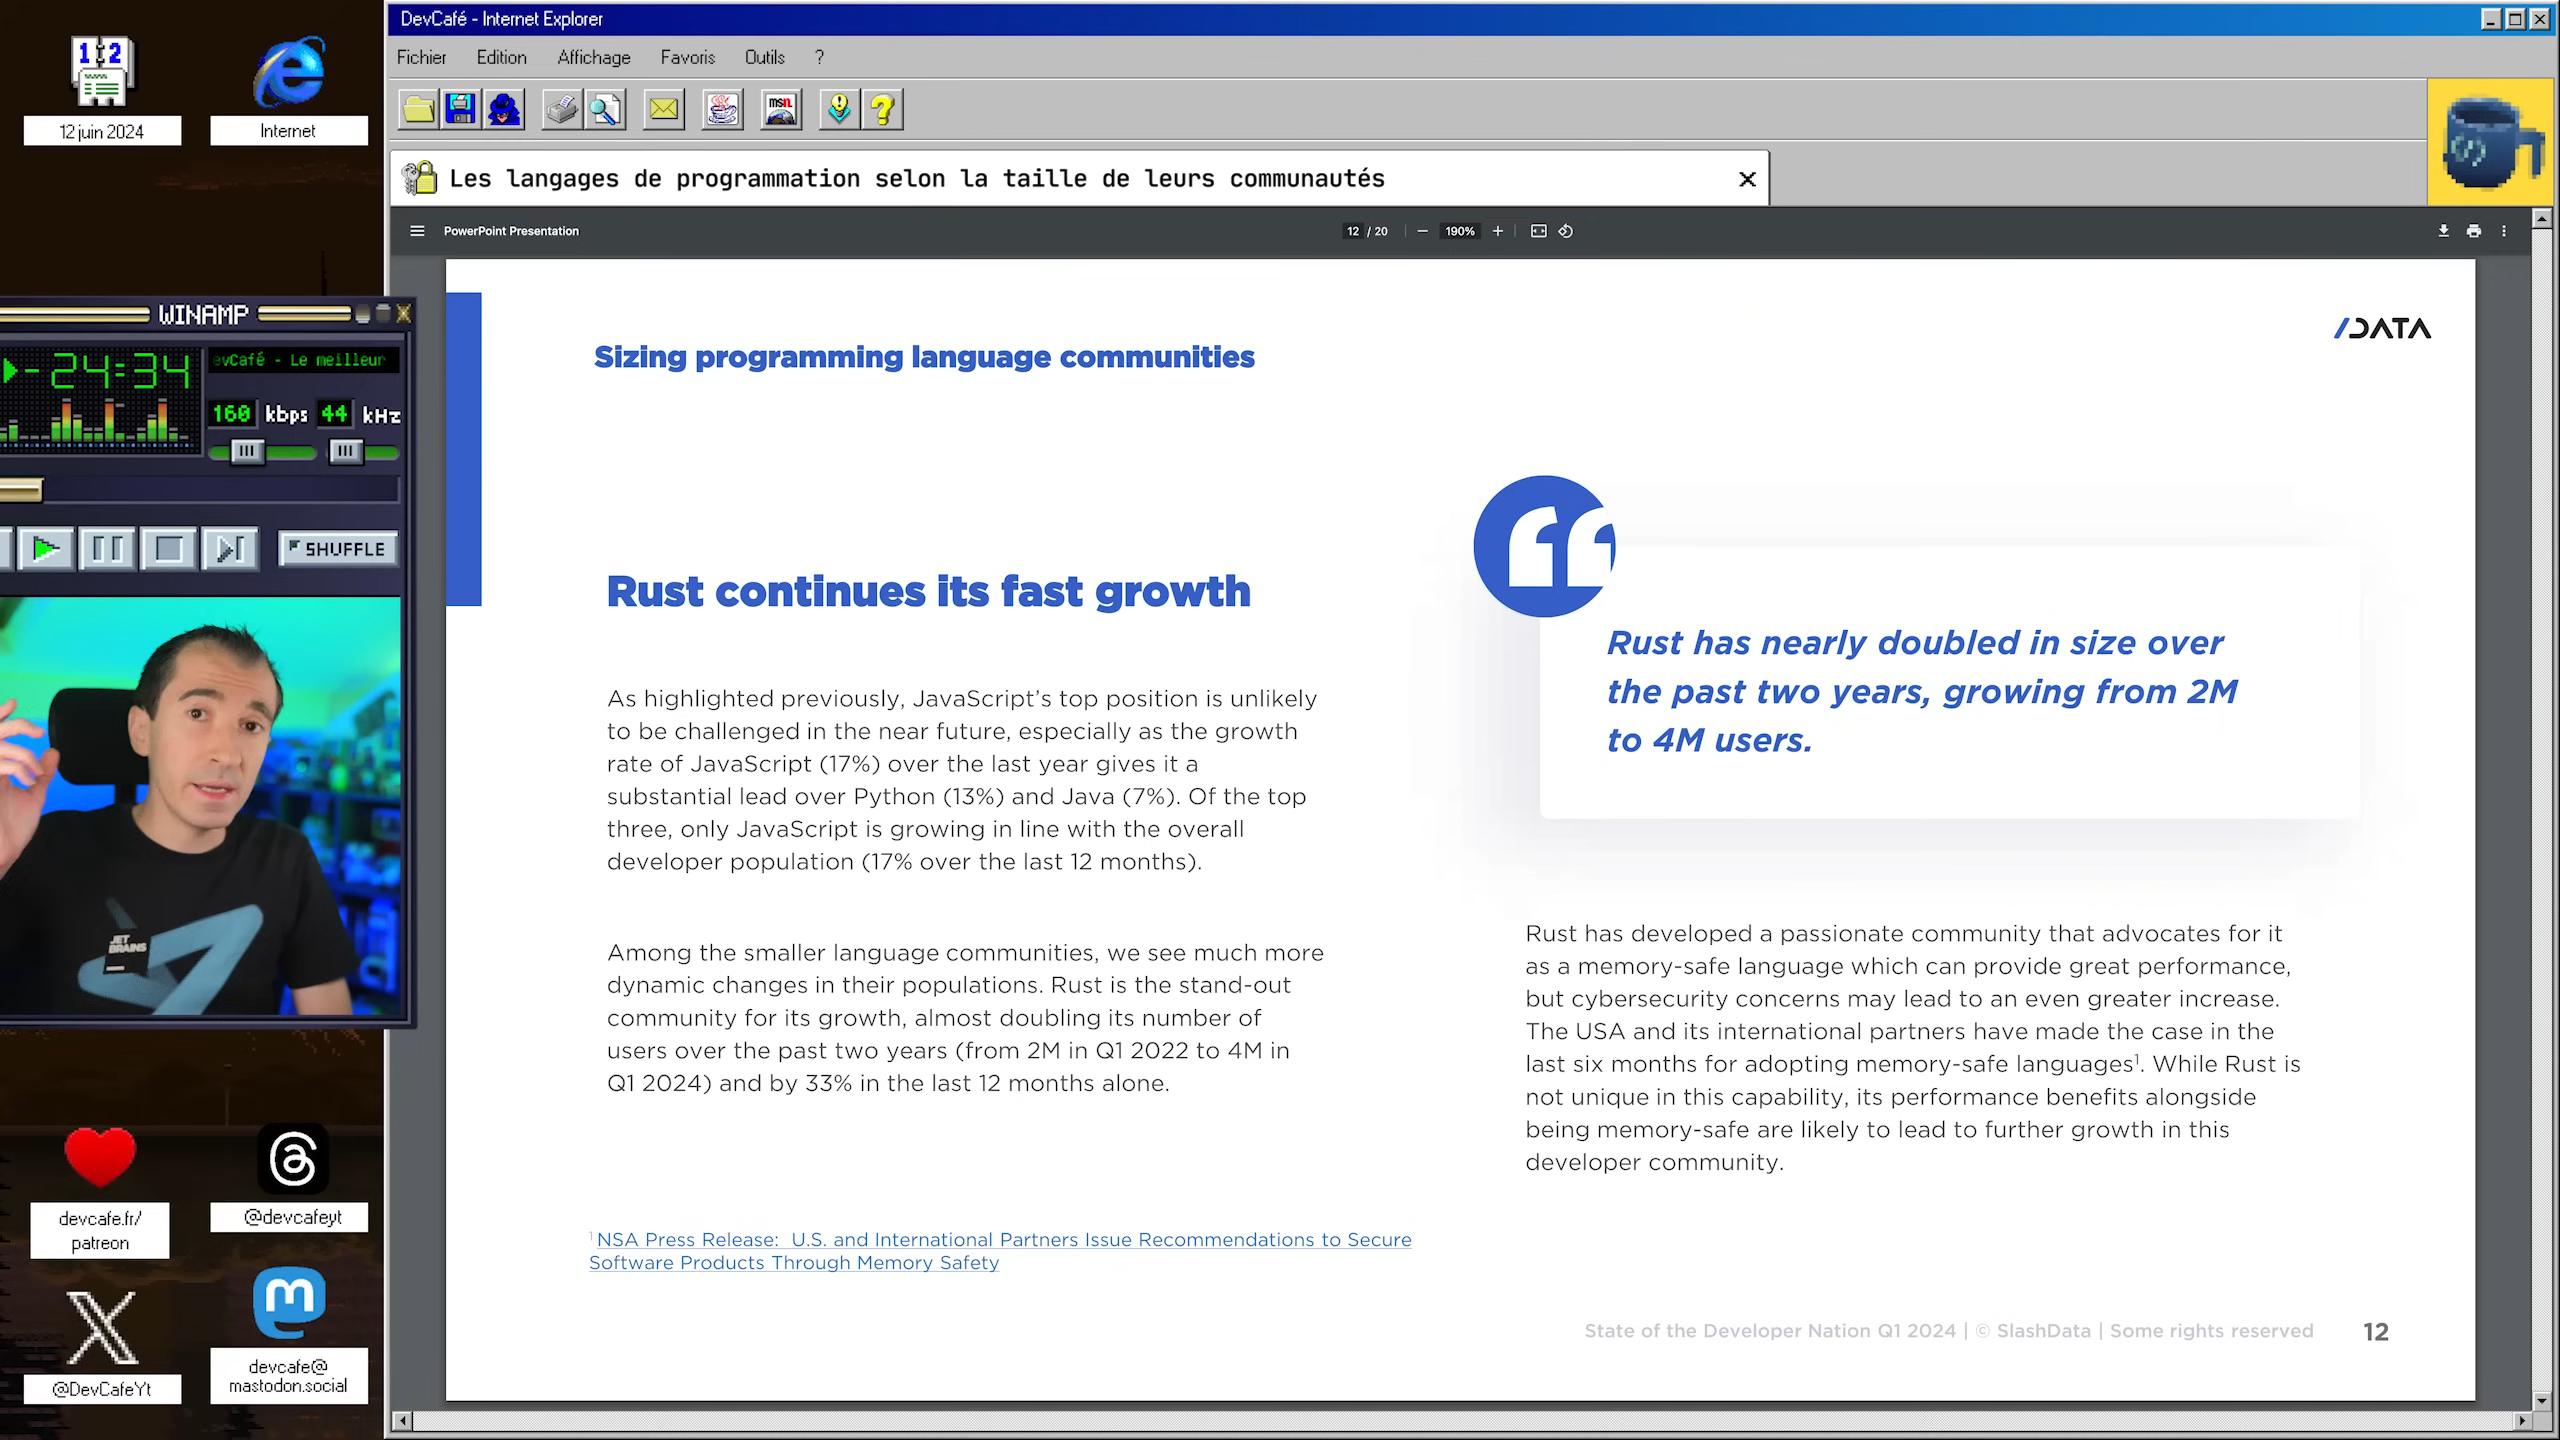 DevCafé - Internet Explorer
Fichier Edition Affichage Favoris Outils ?
msn
12 juin 2024
Internet
Les langages de programmation selon la taille de leurs communautés
PowerPoint Presentation
12 / 20
190%
WINAMP
-24:34
evCafé - Le meilleur
160 kbps 44 kHz
SHUFFLE
JET
BRAINS
devcafe.fr/
patreon
@devcafeyt
@DevCafeYt
devcafe@
mastodon.social
/DATA
Sizing programming language communities
Rust continues its fast growth
As highlighted previously, JavaScript’s top position is unlikely
to be challenged in the near future, especially as the growth
rate of JavaScript (17%) over the last year gives it a
substantial lead over Python (13%) and Java (7%). Of the top
three, only JavaScript is growing in line with the overall
developer population (17% over the last 12 months).
Among the smaller language communities, we see much more
dynamic changes in their populations. Rust is the stand-out
community for its growth, almost doubling its number of
users over the past two years (from 2M in Q1 2022 to 4M in
Q1 2024) and by 33% in the last 12 months alone.
Rust has nearly doubled in size over
the past two years, growing from 2M
to 4M users.
Rust has developed a passionate community that advocates for it
as a memory-safe language which can provide great performance,
but cybersecurity concerns may lead to an even greater increase.
The USA and its international partners have made the case in the
last six months for adopting memory-safe languages¹. While Rust is
not unique in this capability, its performance benefits alongside
being memory-safe are likely to lead to further growth in this
developer community.
¹ NSA Press Release: U.S. and International Partners Issue Recommendations to Secure
Software Products Through Memory Safety
State of the Developer Nation Q1 2024 | © SlashData | Some rights reserved 12